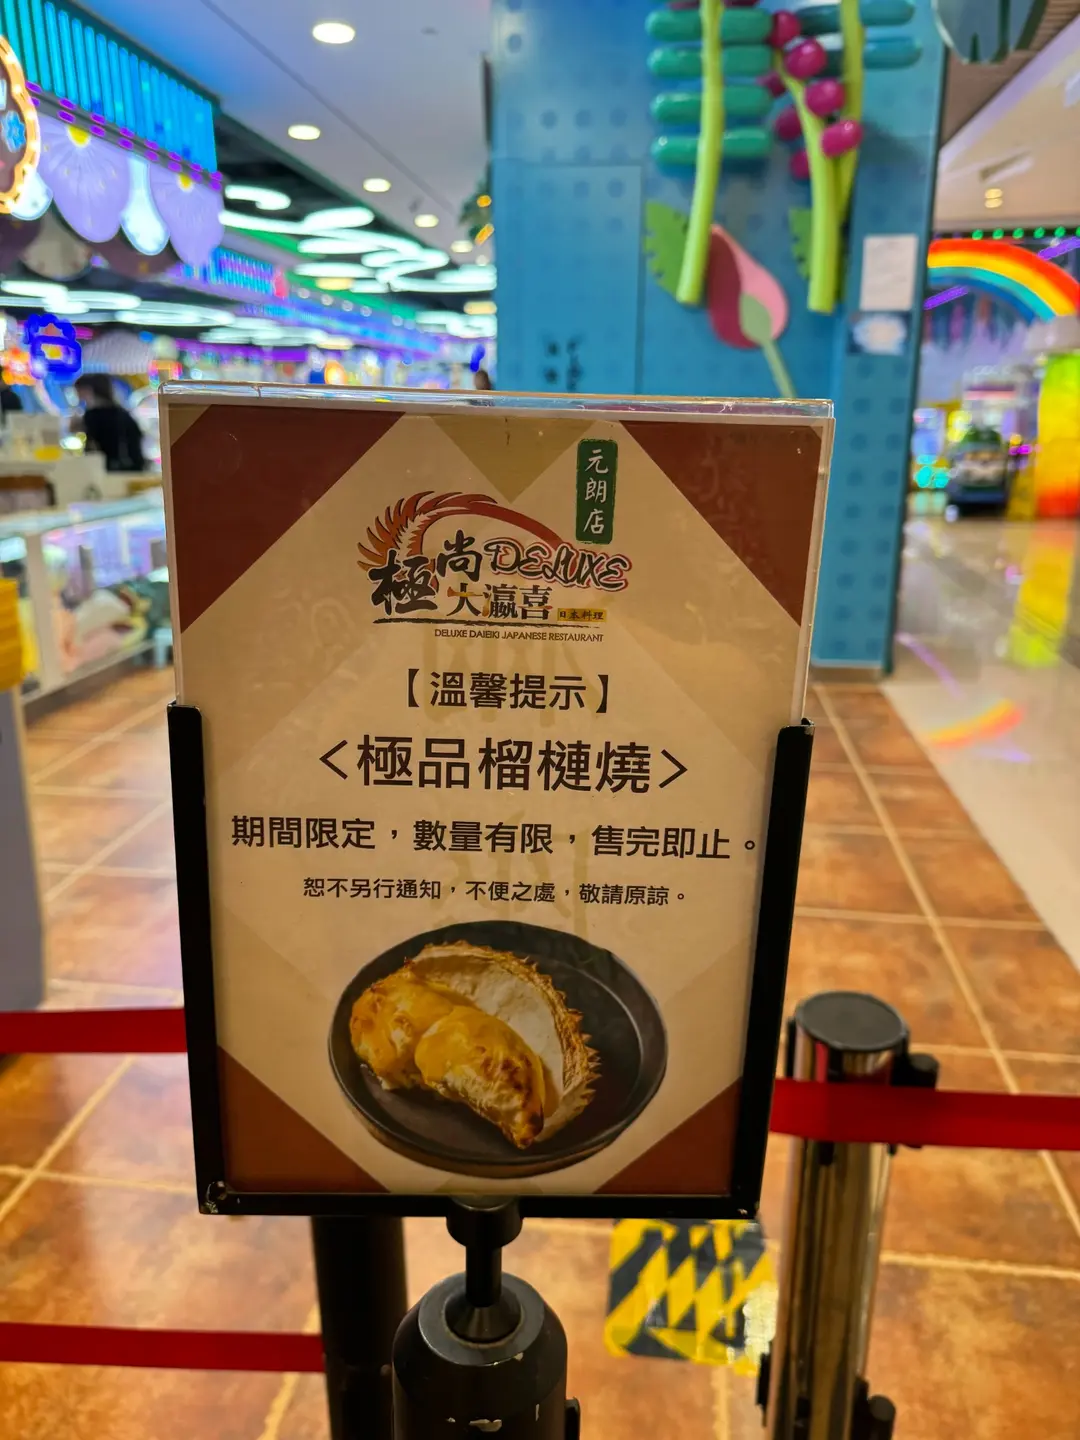 元朗店
極尚DELUXE
大瀛喜 日本料理
DELUXE DAIEIKI JAPANESE RESTAURANT
【溫馨提示】
<極品榴槤燒>
期間限定，數量有限，售完即止。
恕不另行通知，不便之處，敬請原諒。